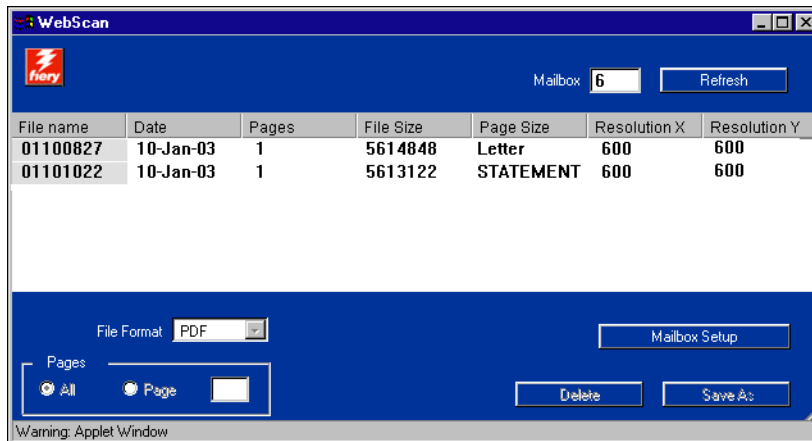 WebScan
fiery
Mailbox 6 Refresh
File name Date Pages File Size Page Size Resolution X Resolution Y
01100827 10-Jan-03 1 5614848 Letter 600 600
01101022 10-Jan-03 1 5613122 STATEMENT 600 600
File Format PDF
Mailbox Setup
Pages
All Page
Delete Save As
Warning: Applet Window